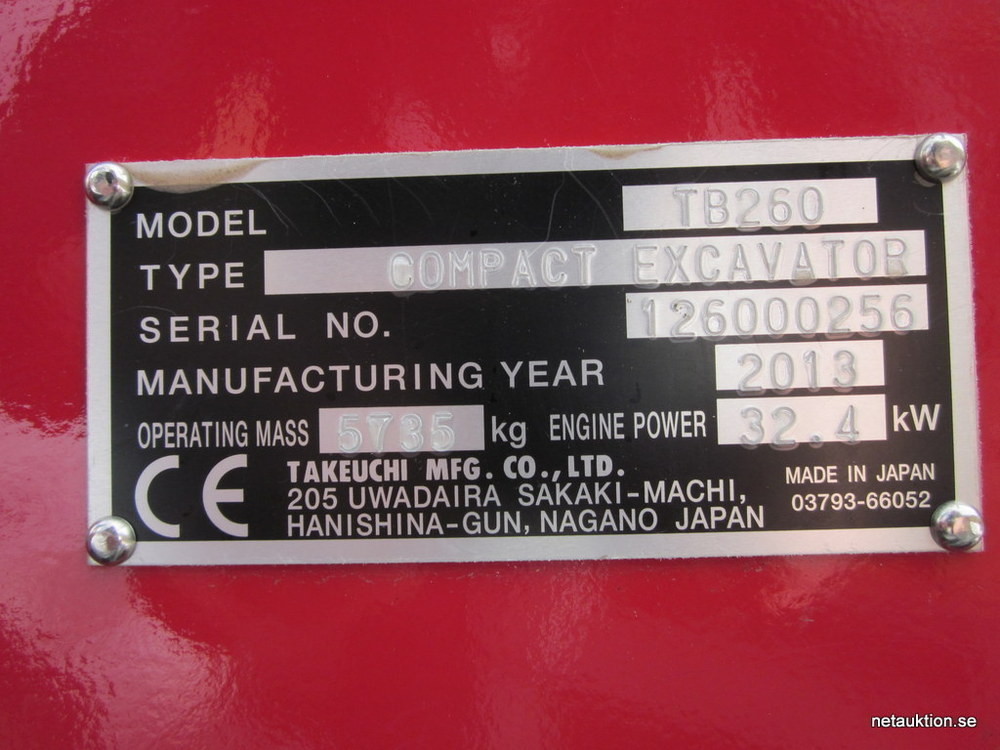 MODEL TB260
TYPE COMPACT EXCAVATOR
SERIAL NO. 126000256
MANUFACTURING YEAR 2013
OPERATING MASS 5735 kg ENGINE POWER 32.4 kW
CE TAKEUCHI MFG. CO., LTD.
205 UWADAIRA SAKAKI-MACHI,
HANISHINA-GUN, NAGANO JAPAN
MADE IN JAPAN
03793-66052
netauktion.se